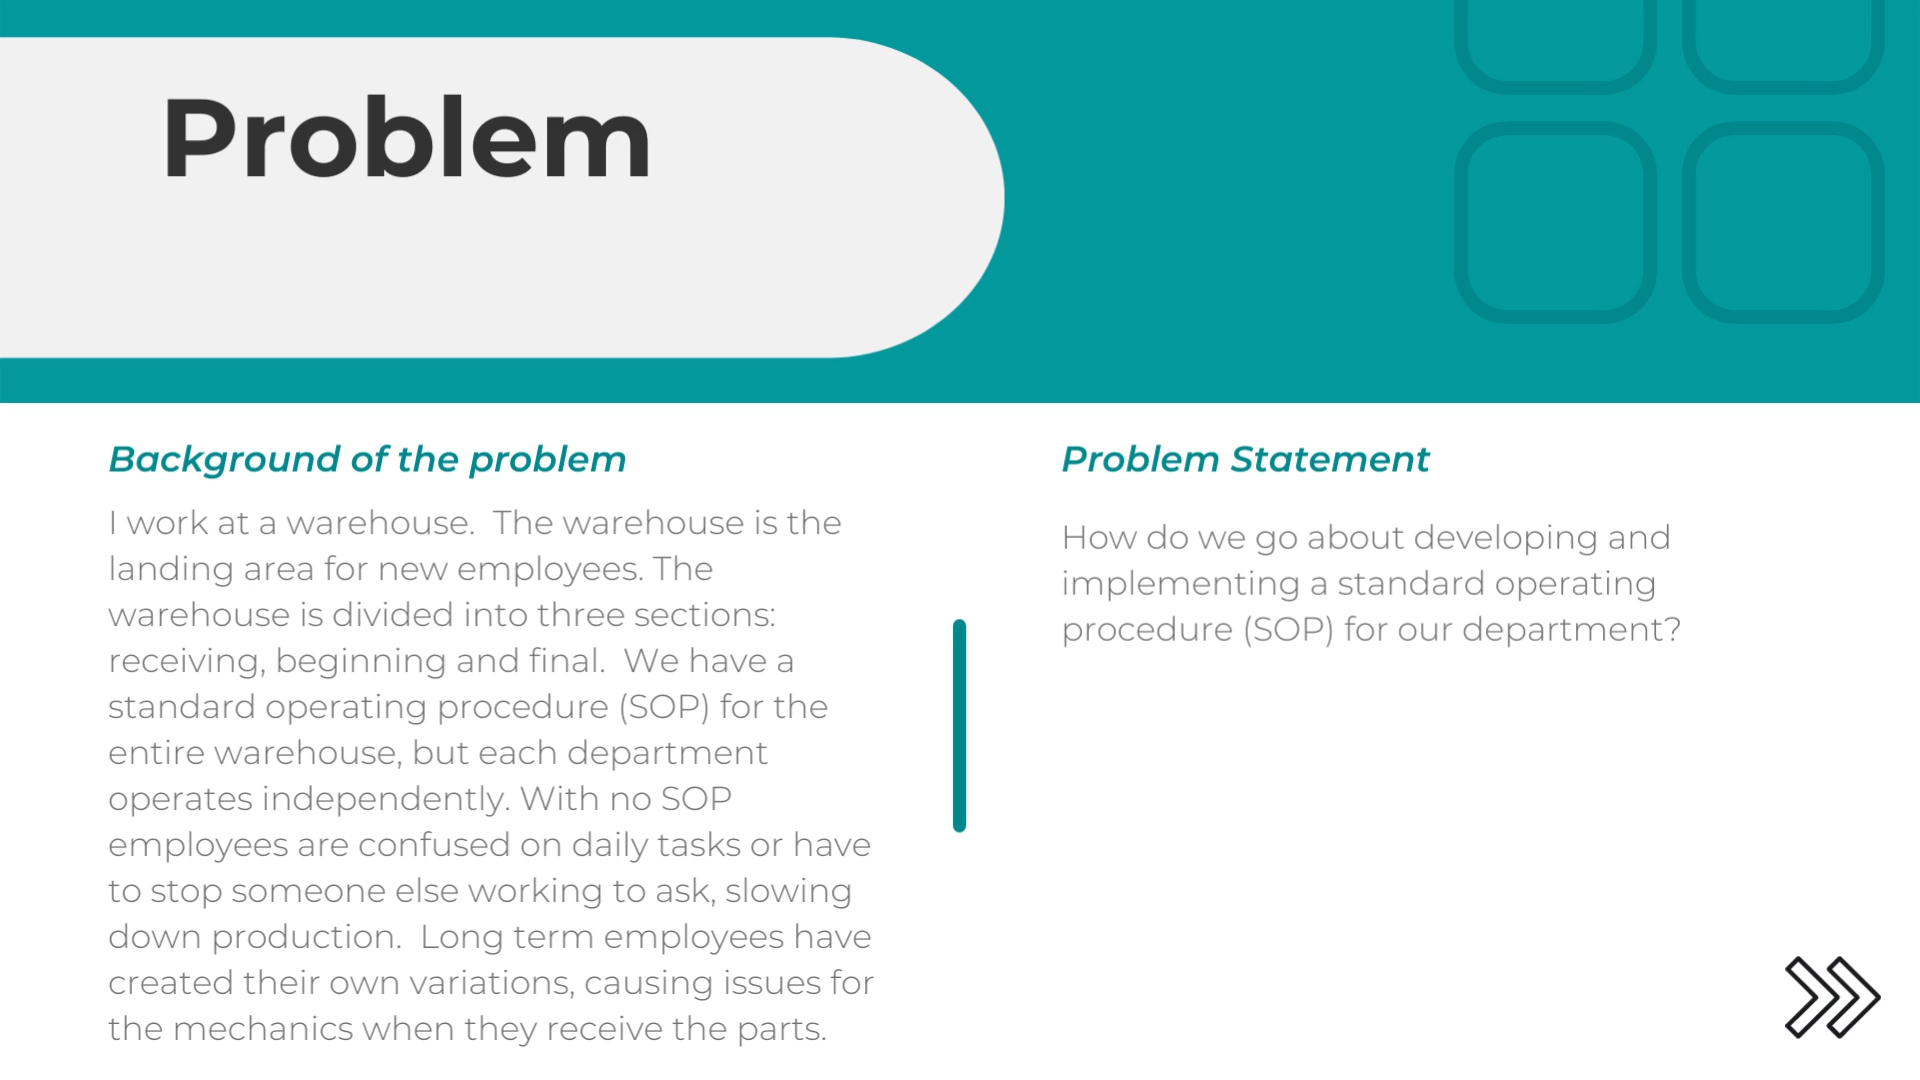 Problem
Background of the problem
I work at a warehouse.  The warehouse is the
landing area for new employees. The
warehouse is divided into three sections:
receiving, beginning and final.  We have a
standard operating procedure (SOP) for the
entire warehouse, but each department
operates independently. With no SOP
employees are confused on daily tasks or have
to stop someone else working to ask, slowing
down production.  Long term employees have
created their own variations, causing issues for
the mechanics when they receive the parts.
Problem Statement
How do we go about developing and
implementing a standard operating
procedure (SOP) for our department?